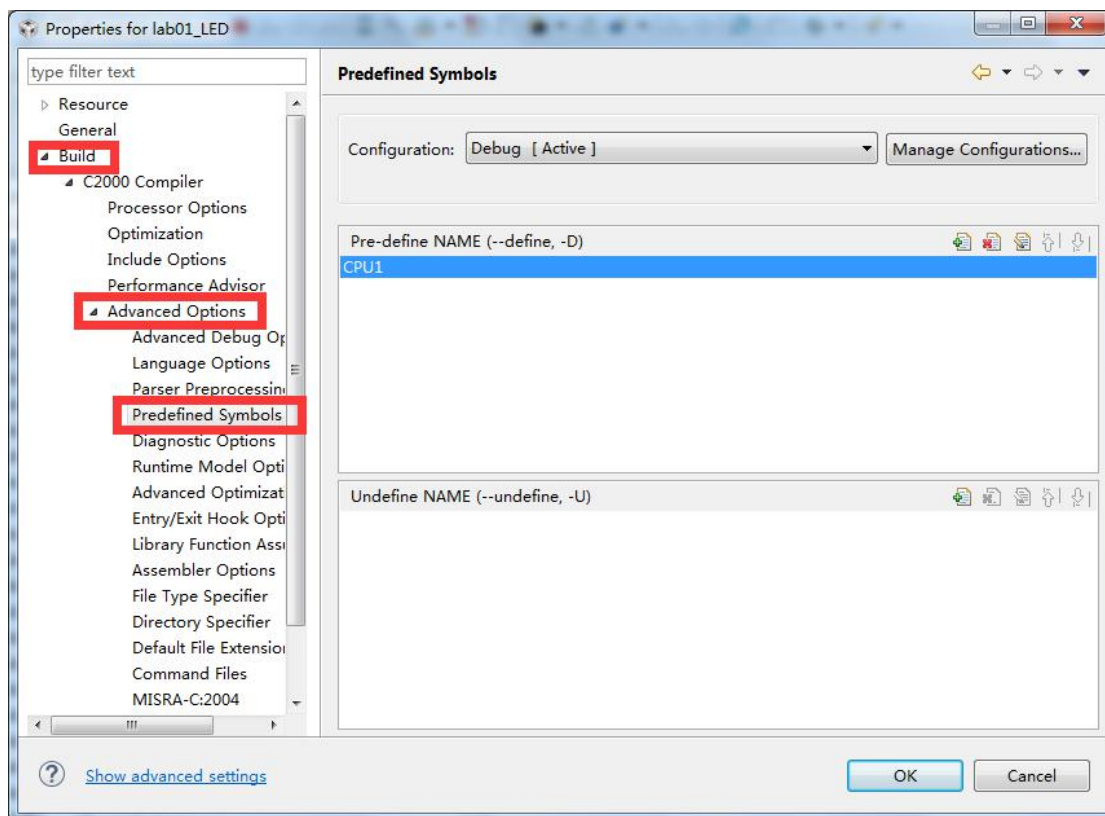 Properties for lab01_LED
type filter text
Resource
General
Build
C2000 Compiler
Processor Options
Optimization
Include Options
Performance Advisor
Advanced Options
Advanced Debug Op
Language Options
Parser Preprocessin
Predefined Symbols
Diagnostic Options
Runtime Model Opti
Advanced Optimizat
Entry/Exit Hook Opti
Library Function Assu
Assembler Options
File Type Specifier
Directory Specifier
Default File Extension
Command Files
MISRA-C:2004
Predefined Symbols
Configuration: Debug [ Active ] Manage Configurations...
Pre-define NAME (--define, -D)
CPU1
Undefine NAME (--undefine, -U)
Show advanced settings
OK Cancel